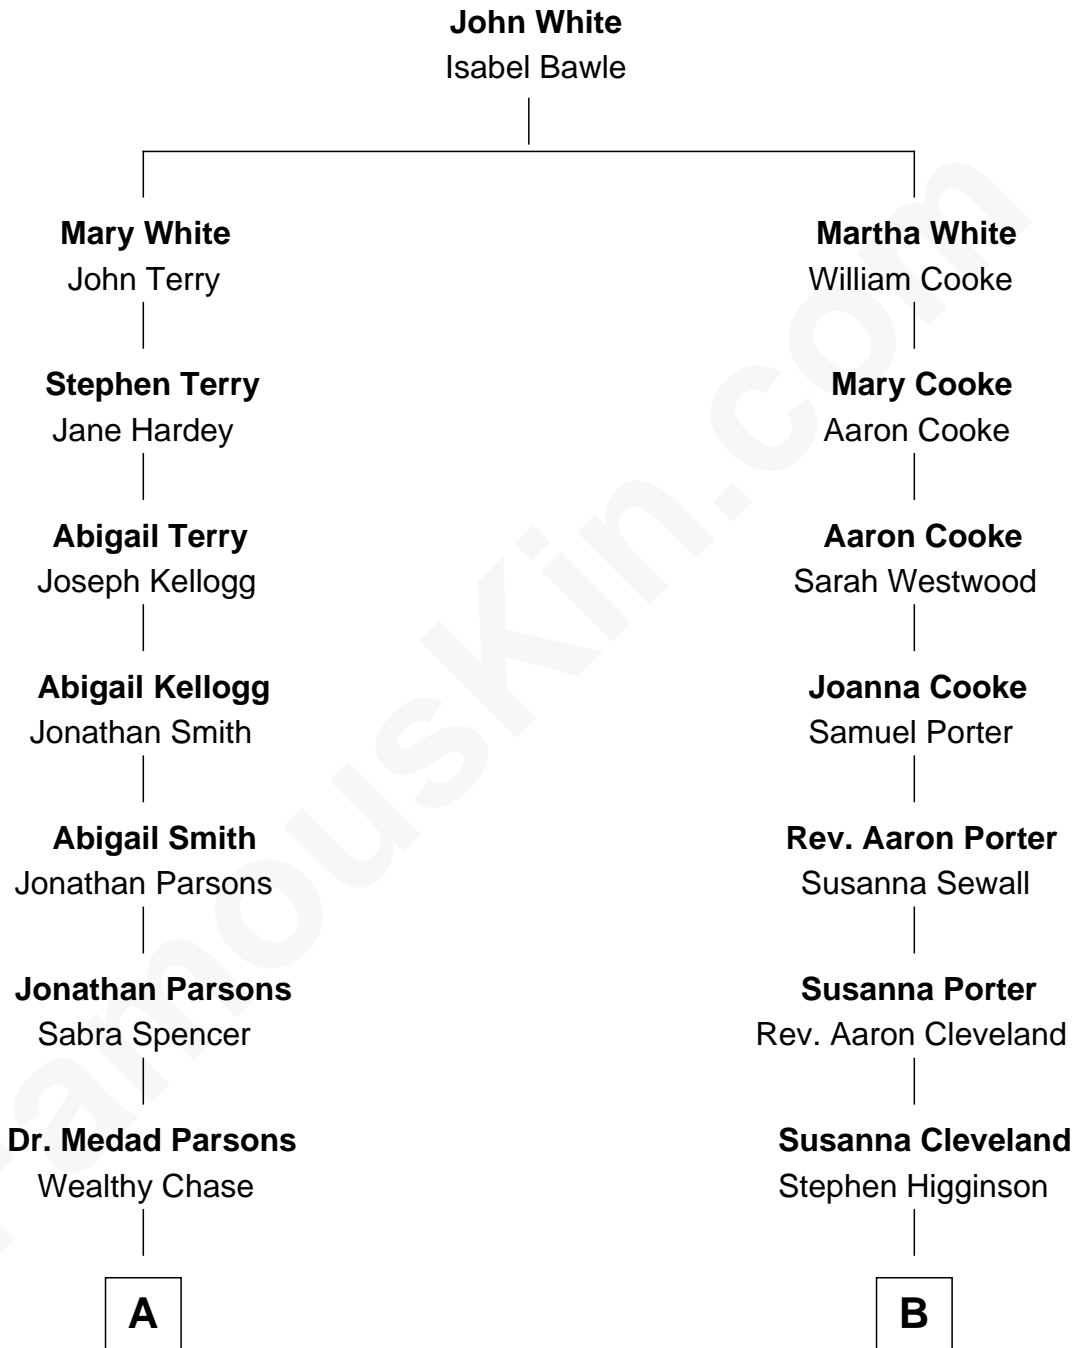 John White
Isabel Bawle
Mary White
John Terry
Martha White
William Cooke
Stephen Terry
Jane Hardey
Mary Cooke
Aaron Cooke
Abigail Terry
Joseph Kellogg
Aaron Cooke
Sarah Westwood
Abigail Kellogg
Jonathan Smith
Joanna Cooke
Samuel Porter
Abigail Smith
Jonathan Parsons
Rev. Aaron Porter
Susanna Sewall
Jonathan Parsons
Sabra Spencer
Susanna Porter
Rev. Aaron Cleveland
Dr. Medad Parsons
Wealthy Chase
Susanna Cleveland
Stephen Higginson
A
B
FamousKin.com